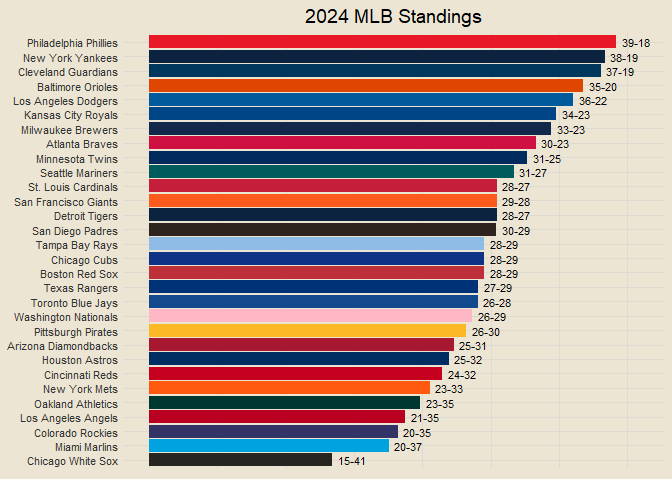 2024 MLB Standings
Philadelphia Phillies 39-18
New York Yankees 38-19
Cleveland Guardians 37-19
Baltimore Orioles 35-20
Los Angeles Dodgers 36-22
Kansas City Royals 34-23
Milwaukee Brewers 33-23
Atlanta Braves 30-23
Minnesota Twins 31-25
Seattle Mariners 31-27
St. Louis Cardinals 28-27
San Francisco Giants 29-28
Detroit Tigers 28-27
San Diego Padres 30-29
Tampa Bay Rays 28-29
Chicago Cubs 28-29
Boston Red Sox 28-29
Texas Rangers 27-29
Toronto Blue Jays 26-28
Washington Nationals 26-29
Pittsburgh Pirates 26-30
Arizona Diamondbacks 25-31
Houston Astros 25-32
Cincinnati Reds 24-32
New York Mets 23-33
Oakland Athletics 23-35
Los Angeles Angels 21-35
Colorado Rockies 20-35
Miami Marlins 20-37
Chicago White Sox 15-41